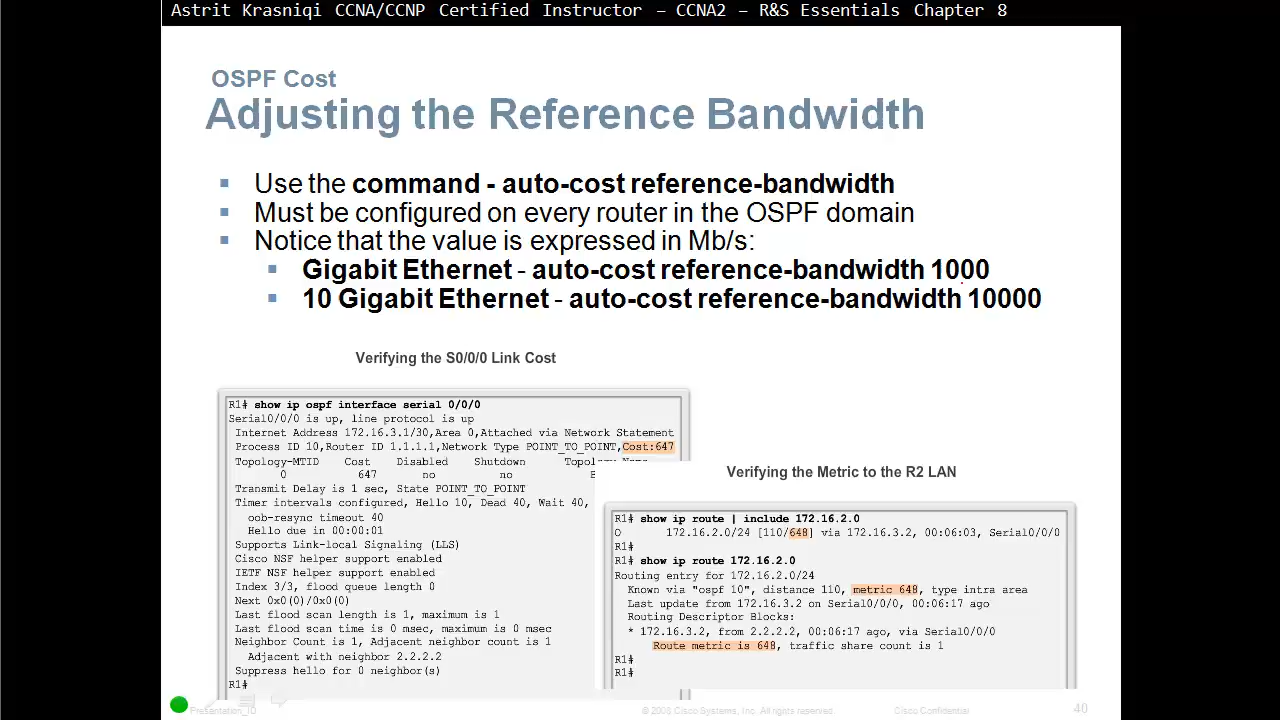 Astrit Krasniqi CCNA/CCNP Certified Instructor – CCNA2 – R&S Essentials Chapter 8
OSPF Cost
Adjusting the Reference Bandwidth
Use the command - auto-cost reference-bandwidth
Must be configured on every router in the OSPF domain
Notice that the value is expressed in Mb/s:
Gigabit Ethernet - auto-cost reference-bandwidth 1000
10 Gigabit Ethernet - auto-cost reference-bandwidth 10000
Verifying the S0/0/0 Link Cost
R1# show ip ospf interface serial 0/0/0
Serial0/0/0 is up, line protocol is up
Internet Address 172.16.3.1/30,Area 0,Attached via Network Statement
Process ID 10,Router ID 1.1.1.1,Network Type POINT_TO_POINT,Cost:647
Topology-MTID Cost Disabled Shutdown
0 647 no no
Transmit Delay is 1 sec, State POINT_TO_POINT
Timer intervals configured, Hello 10, Dead 40, Wait 40,
oob-resync timeout 40
Hello due in 00:00:01
Supports Link-local Signaling (LLS)
Cisco NSF helper support enabled
IETF NSF helper support enabled
Index 3/3, flood queue length 0
Next 0x0(0)/0x0(0)
Last flood scan length is 1, maximum is 1
Last flood scan time is 0 msec, maximum is 0 msec
Neighbor Count is 1, Adjacent neighbor count is 1
Adjacent with neighbor 2.2.2.2
Suppress hello for 0 neighbor(s)
R1#
Verifying the Metric to the R2 LAN
R1# show ip route | include 172.16.2.0
O 172.16.2.0/24 [110/648] via 172.16.3.2, 00:06:03, Serial0/0/0
R1#
R1# show ip route 172.16.2.0
Routing entry for 172.16.2.0/24
Known via "ospf 10", distance 110, metric 648, type intra area
Last update from 172.16.3.2 on Serial0/0/0, 00:06:17 ago
Routing Descriptor Blocks:
* 172.16.3.2, from 2.2.2.2, 00:06:17 ago, via Serial0/0/0
Route metric is 648, traffic share count is 1
R1#
R1#
Presentation_ID
© 2008 Cisco Systems, Inc. All rights reserved.
Cisco Confidential
40